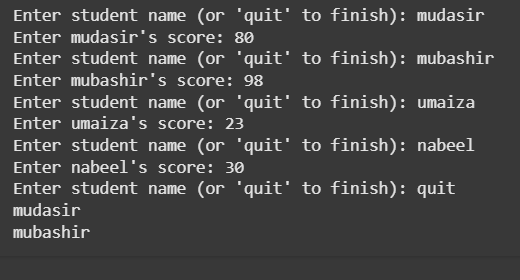 Enter student name (or 'quit' to finish): mudasir
Enter mudasir's score: 80
Enter student name (or 'quit' to finish): mubashir
Enter mubashir's score: 98
Enter student name (or 'quit' to finish): umaiza
Enter umaiza's score: 23
Enter student name (or 'quit' to finish): nabeel
Enter nabeel's score: 30
Enter student name (or 'quit' to finish): quit
mudasir
mubashir